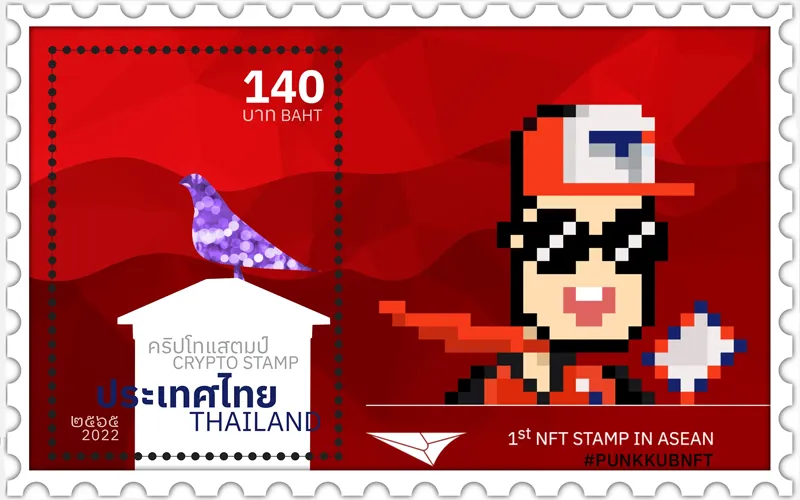 140
บาท BAHT
คริปโทแสตมป์
CRYPTO STAMP
ประเทศไทย
THAILAND
๒๕๖๕
2022
1st NFT STAMP IN ASEAN
#PUNKKUBNFT